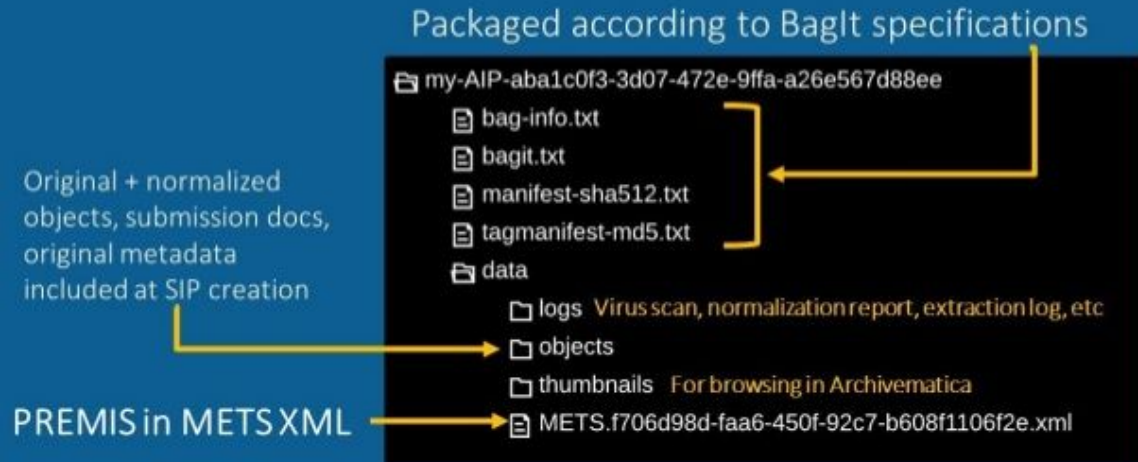 Packaged according to BagIt specifications
my-AIP-aba1c0f3-3d07-472e-9ffa-a26e567d88ee
bag-info.txt
bagit.txt
manifest-sha512.txt
tagmanifest-md5.txt
data
logs Virus scan, normalization report, extraction log, etc
objects
thumbnails For browsing in Archivematica
METS.f706d98d-faa6-450f-92c7-b608f1106f2e.xml
Original + normalized
objects, submission docs,
original metadata
included at SIP creation
PREMIS in METS XML